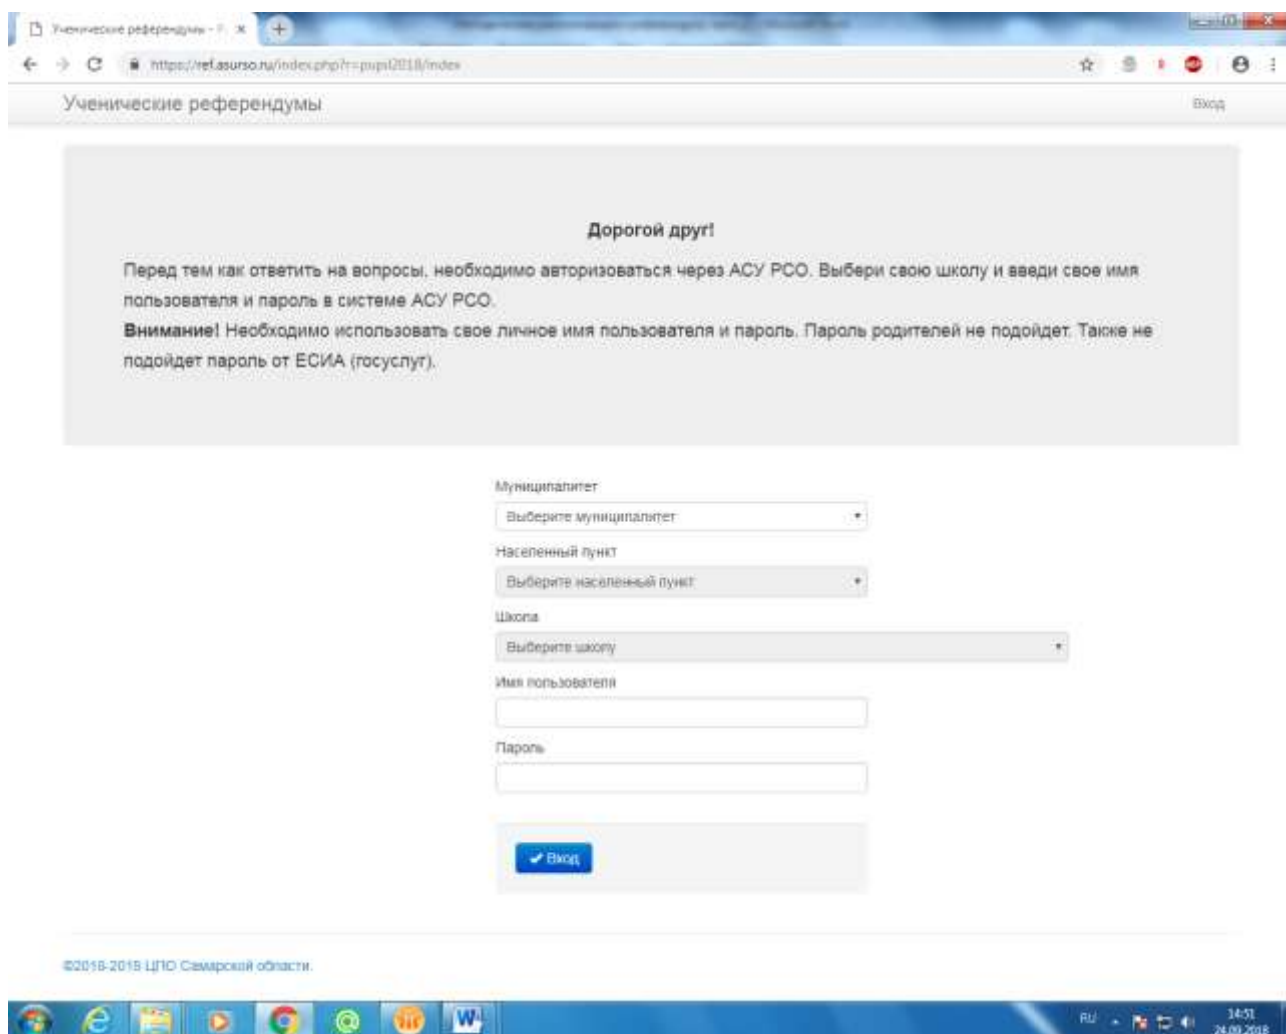 Ученические референдумы - Р
https://ref.asurso.ru/index.php?r=pupil2018/index
Ученические референдумы
Вход
Дорогой друг!
Перед тем как ответить на вопросы, необходимо авторизоваться через АСУ РСО. Выбери свою школу и введи свое имя
пользователя и пароль в системе АСУ РСО.
Внимание! Необходимо использовать свое личное имя пользователя и пароль. Пароль родителей не подойдет. Также не
подойдет пароль от ЕСИА (госуслуг).
Муниципалитет
Выберите муниципалитет
Населенный пункт
Выберите населенный пункт
Школа
Выберите школу
Имя пользователя
Пароль
Вход
ЦПО Самарской области.
RU
14:51
24.09.2018